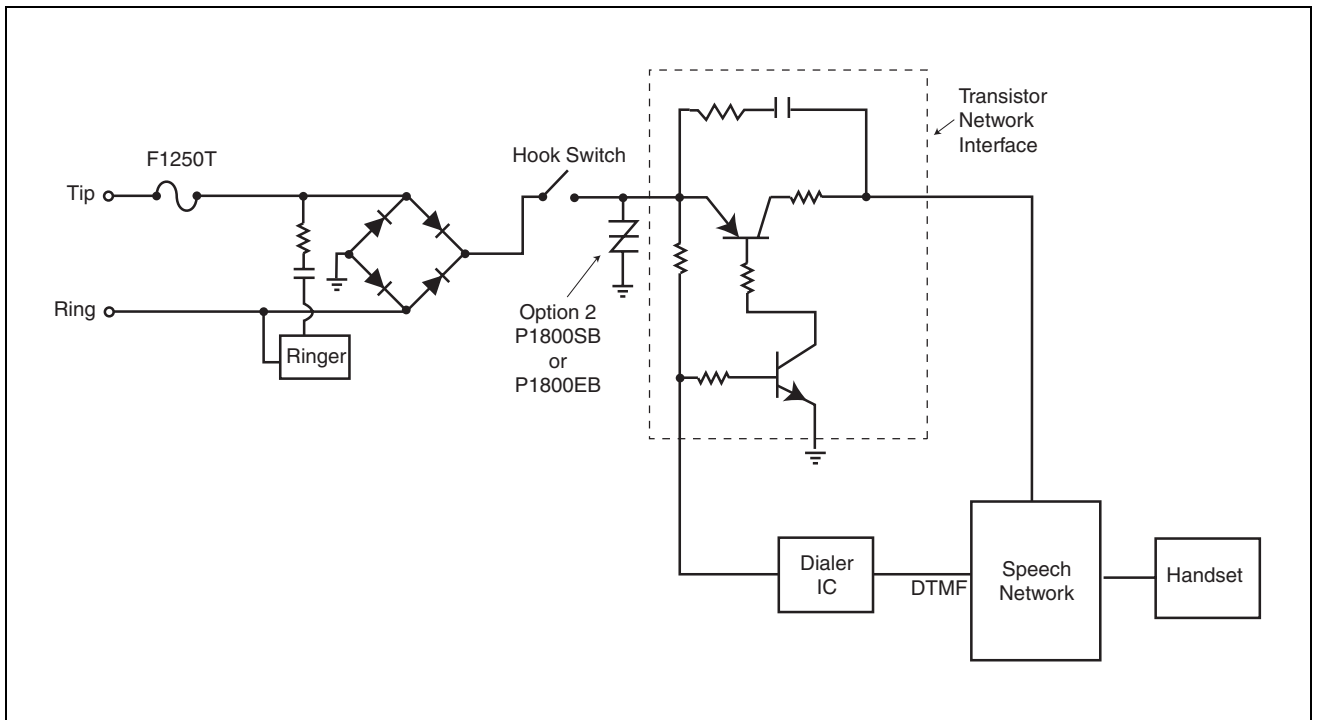 Transistor
Network
Interface
F1250T
Hook Switch
Tip
Ring
Ringer
Option 2
P1800SB
or
P1800EB
Dialer
IC
DTMF
Speech
Network
Handset